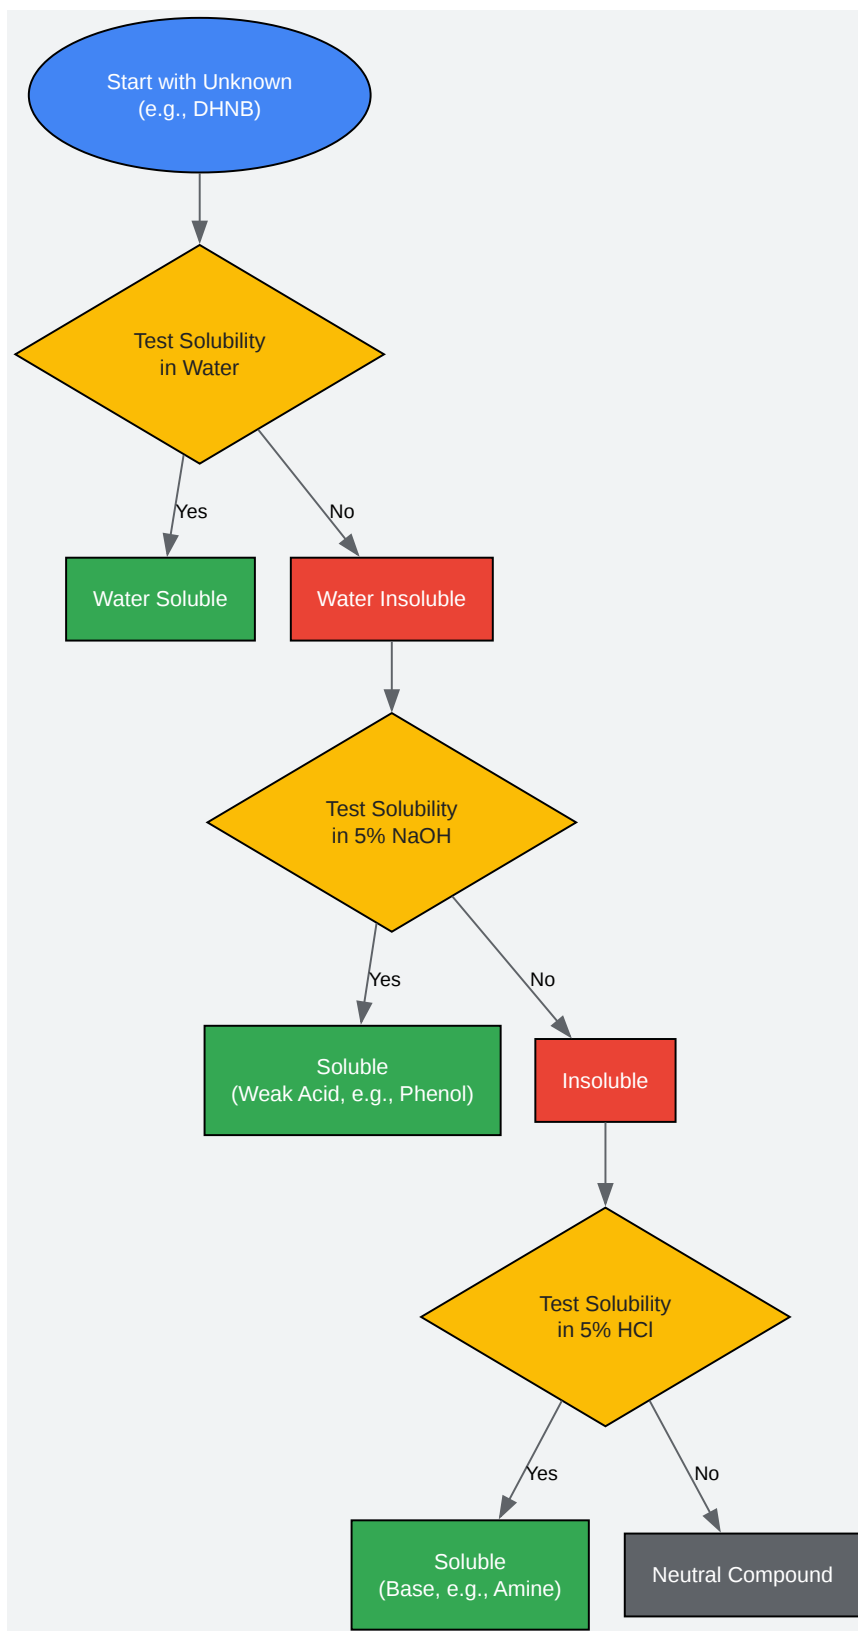 Start with Unknown
(e.g., DHNB)
Test Solubility
in Water
Yes
No
Water Soluble
Water Insoluble
Test Solubility
in 5% NaOH
Yes
No
Soluble
(Weak Acid, e.g., Phenol)
Insoluble
Test Solubility
in 5% HCl
Yes
No
Soluble
(Base, e.g., Amine)
Neutral Compound